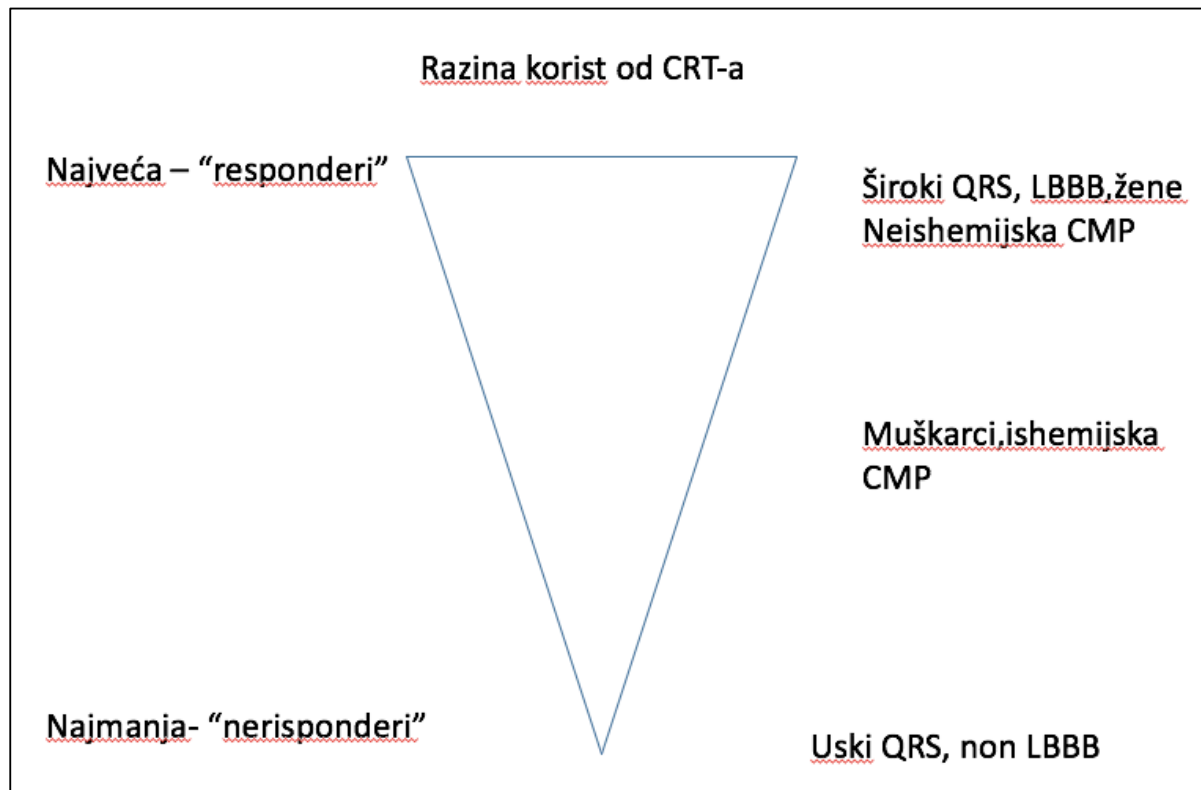 Razina korist od CRT-a
Najveća – “responderi”
Široki QRS, LBBB,žene
Neishemijska CMP
Muškarci,ishemijska
CMP
Najmanja- “nerisponderi”
Uski QRS, non LBBB